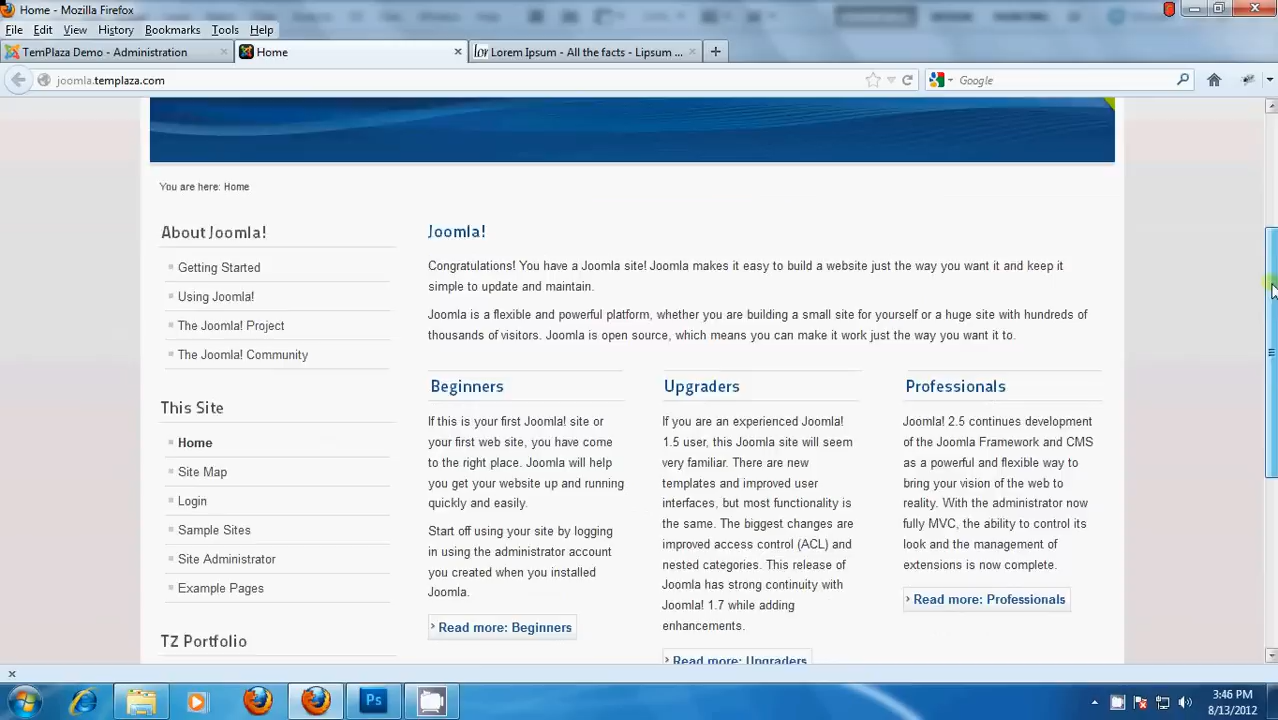 Home - Mozilla Firefox
File Edit View History Bookmarks Tools Help
TemPlaza Demo - Administration
Home
Lorem Ipsum - All the facts - Lipsum ...
joomla.templaza.com
Google
You are here: Home
About Joomla!
Getting Started
Using Joomla!
The Joomla! Project
The Joomla! Community
This Site
Home
Site Map
Login
Sample Sites
Site Administrator
Example Pages
TZ Portfolio
Joomla!
Congratulations! You have a Joomla site! Joomla makes it easy to build a website just the way you want it and keep it
simple to update and maintain.
Joomla is a flexible and powerful platform, whether you are building a small site for yourself or a huge site with hundreds of
thousands of visitors. Joomla is open source, which means you can make it work just the way you want it to.
Beginners
If this is your first Joomla! site or
your first web site, you have come
to the right place. Joomla will help
you get your website up and running
quickly and easily.
Start off using your site by logging
in using the administrator account
you created when you installed
Joomla.
Read more: Beginners
Upgraders
If you are an experienced Joomla!
1.5 user, this Joomla site will seem
very familiar. There are new
templates and improved user
interfaces, but most functionality is
the same. The biggest changes are
improved access control (ACL) and
nested categories. This release of
Joomla has strong continuity with
Joomla! 1.7 while adding
enhancements.
Read more: Upgraders
Professionals
Joomla! 2.5 continues development
of the Joomla Framework and CMS
as a powerful and flexible way to
bring your vision of the web to
reality. With the administrator now
fully MVC, the ability to control its
look and the management of
extensions is now complete.
Read more: Professionals
Ps
3:46 PM
8/13/2012